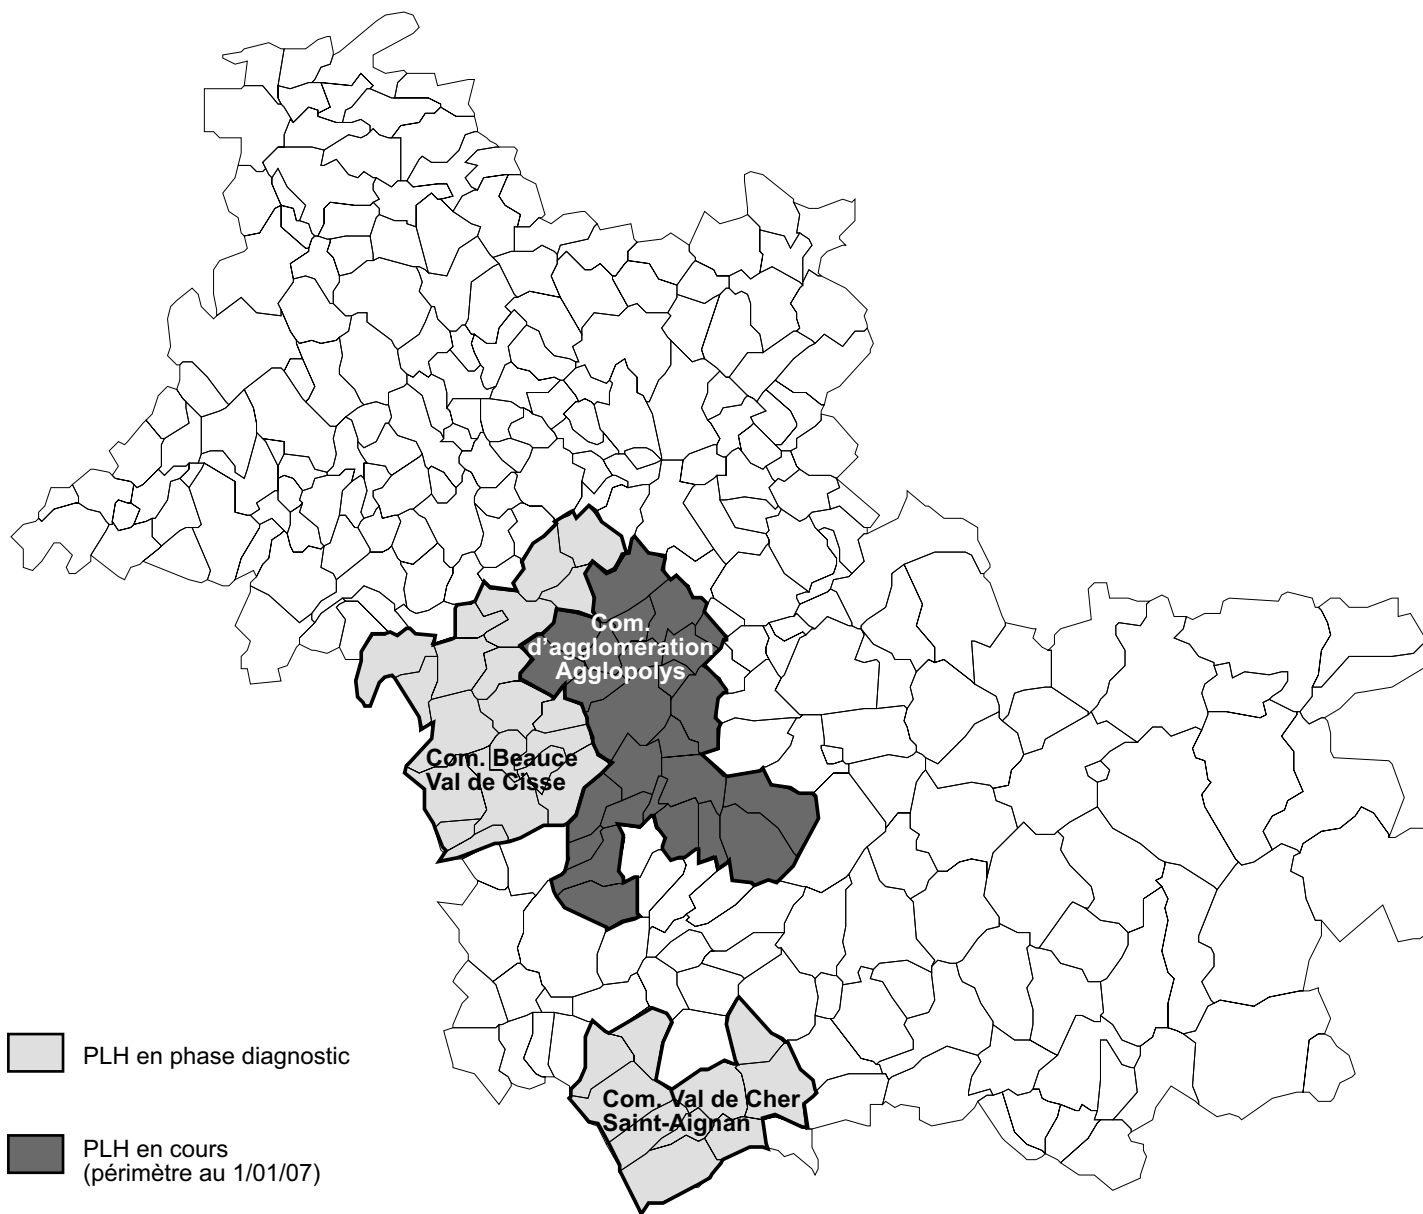 Com.
d'agglomération
Agglopolys
Com. Beauce
Val de Cisse
PLH en phase diagnostic
Com. Val de Cher
Saint-Aignan
PLH en cours
(périmètre au 1/01/07)